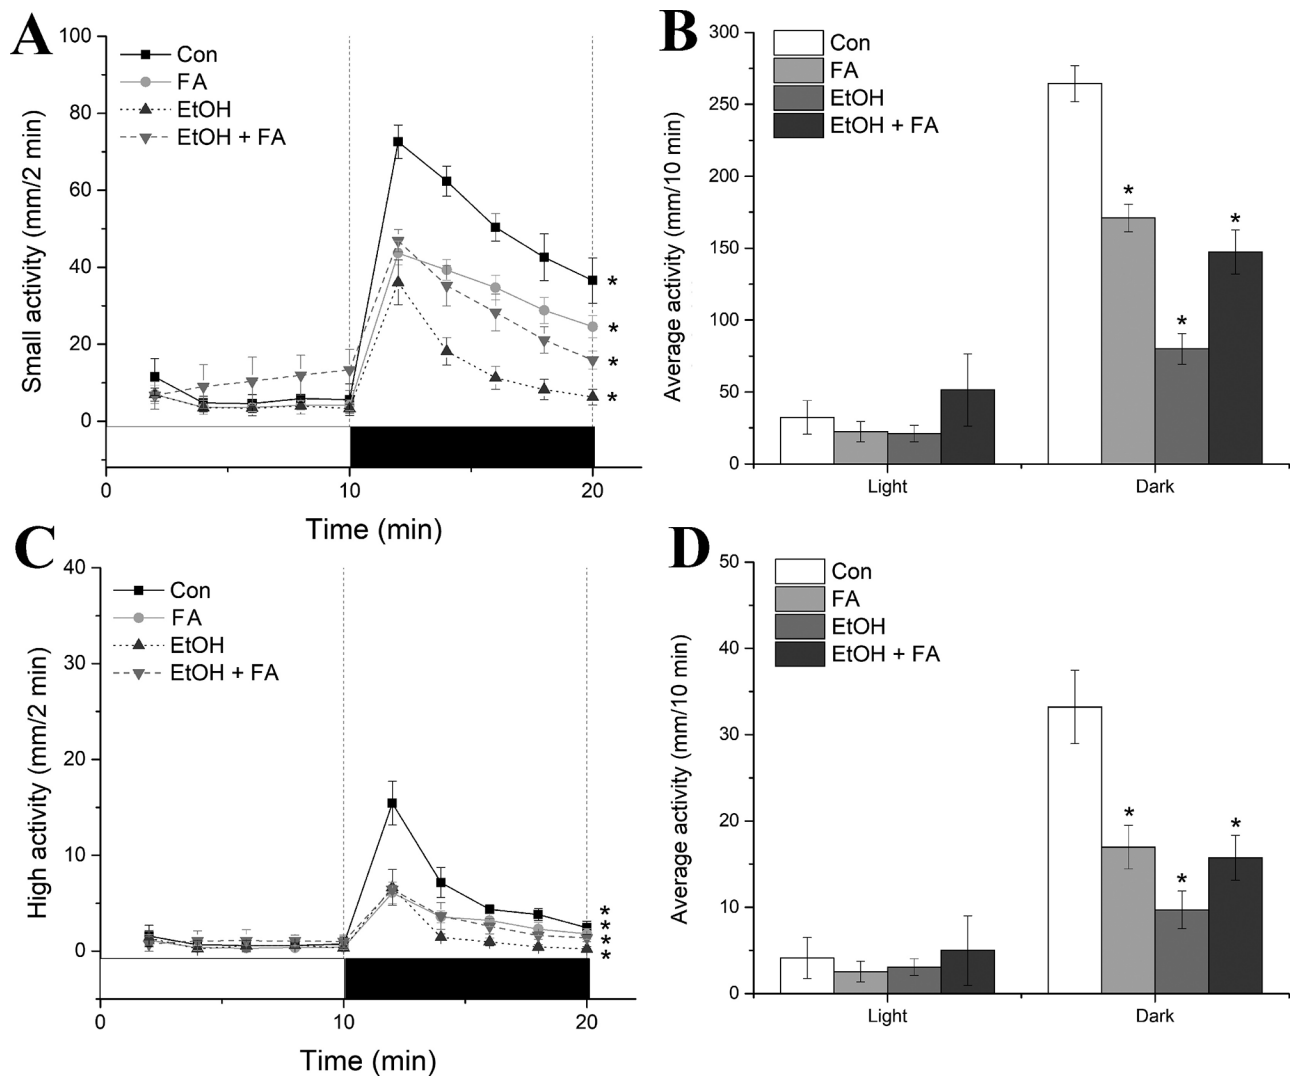 A
Small activity (mm/2 min)
100
80
60
40
20
0
Con
FA
EtOH
EtOH + FA
*
*
*
*
0
10
20
Time (min)
B
Average activity (mm/10 min)
300
250
200
150
100
50
0
Con
FA
EtOH
EtOH + FA
*
*
*
Light
Dark
C
High activity (mm/2 min)
40
30
20
10
0
Con
FA
EtOH
EtOH + FA
*
*
*
*
0
10
20
Time (min)
D
Average activity (mm/10 min)
50
40
30
20
10
0
Con
FA
EtOH
EtOH + FA
*
*
*
Light
Dark